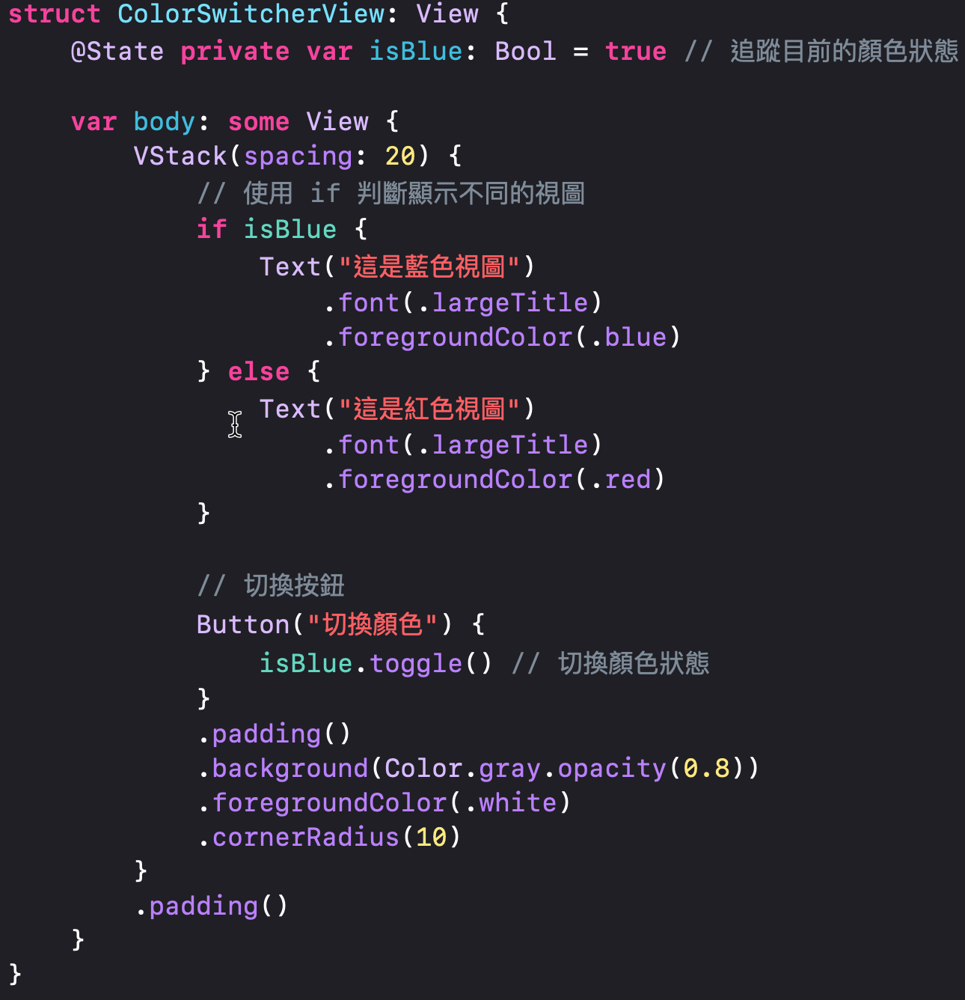 struct ColorSwitcherView: View {
    @State private var isBlue: Bool = true // 追蹤目前的顏色狀態
    var body: some View {
        VStack(spacing: 20) {
            // 使用 if 判斷顯示不同的視圖
            if isBlue {
                Text("這是藍色視圖")
                    .font(.largeTitle)
                    .foregroundColor(.blue)
            } else {
                Text("這是紅色視圖")
                    .font(.largeTitle)
                    .foregroundColor(.red)
            }
            // 切換按鈕
            Button("切換顏色") {
                isBlue.toggle() // 切換顏色狀態
            }
            .padding()
            .background(Color.gray.opacity(0.8))
            .foregroundColor(.white)
            .cornerRadius(10)
        }
        .padding()
    }
}